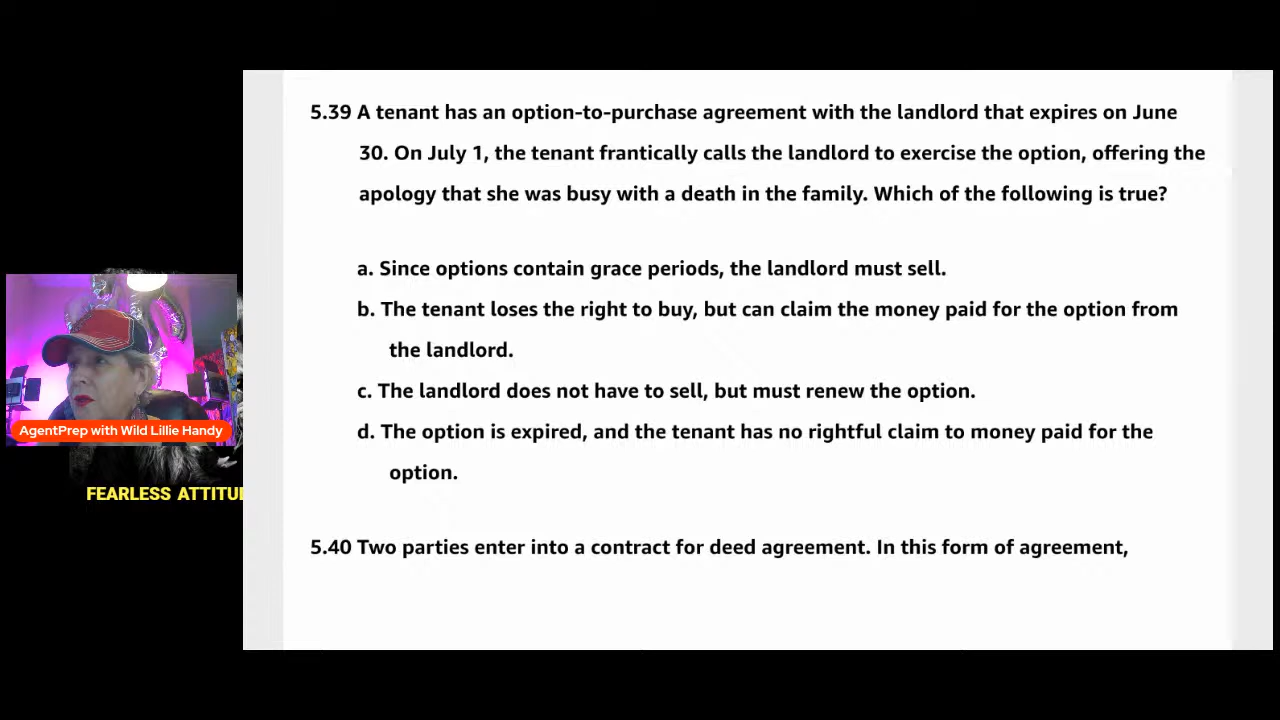 5.39 A tenant has an option-to-purchase agreement with the landlord that expires on June
30. On July 1, the tenant frantically calls the landlord to exercise the option, offering the
apology that she was busy with a death in the family. Which of the following is true?
a. Since options contain grace periods, the landlord must sell.
b. The tenant loses the right to buy, but can claim the money paid for the option from
the landlord.
c. The landlord does not have to sell, but must renew the option.
d. The option is expired, and the tenant has no rightful claim to money paid for the
option.
5.40 Two parties enter into a contract for deed agreement. In this form of agreement,
AgentPrep with Wild Lillie Handy
FEARLESS